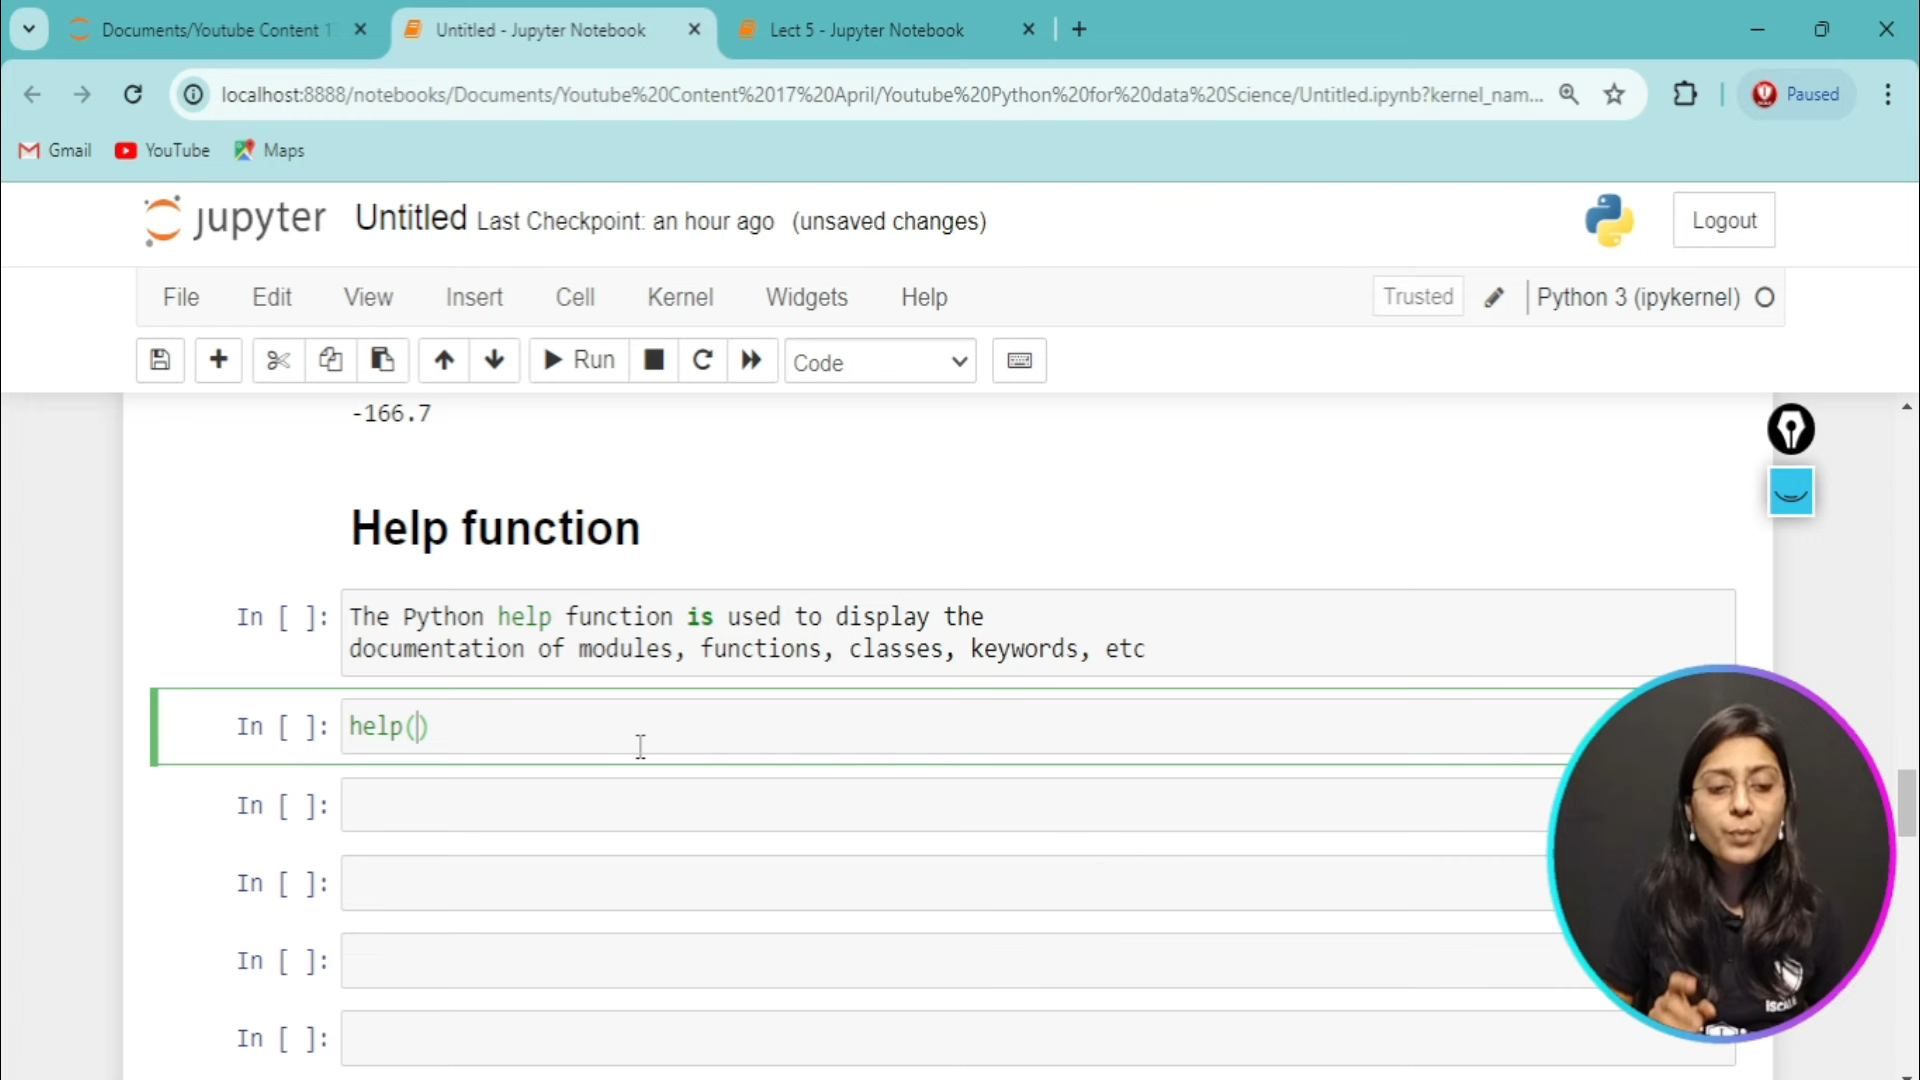 Documents/Youtube Content 1
Untitled - Jupyter Notebook
Lect 5 - Jupyter Notebook
localhost:8888/notebooks/Documents/Youtube%20Content%2017%20April/Youtube%20Python%20for%20data%20Science/Untitled.ipynb?kernel_nam...
Paused
Gmail
YouTube
Maps
jupyter
Untitled Last Checkpoint: an hour ago (unsaved changes)
Logout
File Edit View Insert Cell Kernel Widgets Help
Trusted
Python 3 (ipykernel)
Run
Code
-166.7
Help function
In [ ]: The Python help function is used to display the
documentation of modules, functions, classes, keywords, etc
In [ ]: help()
In [ ]:
In [ ]:
In [ ]:
In [ ]: